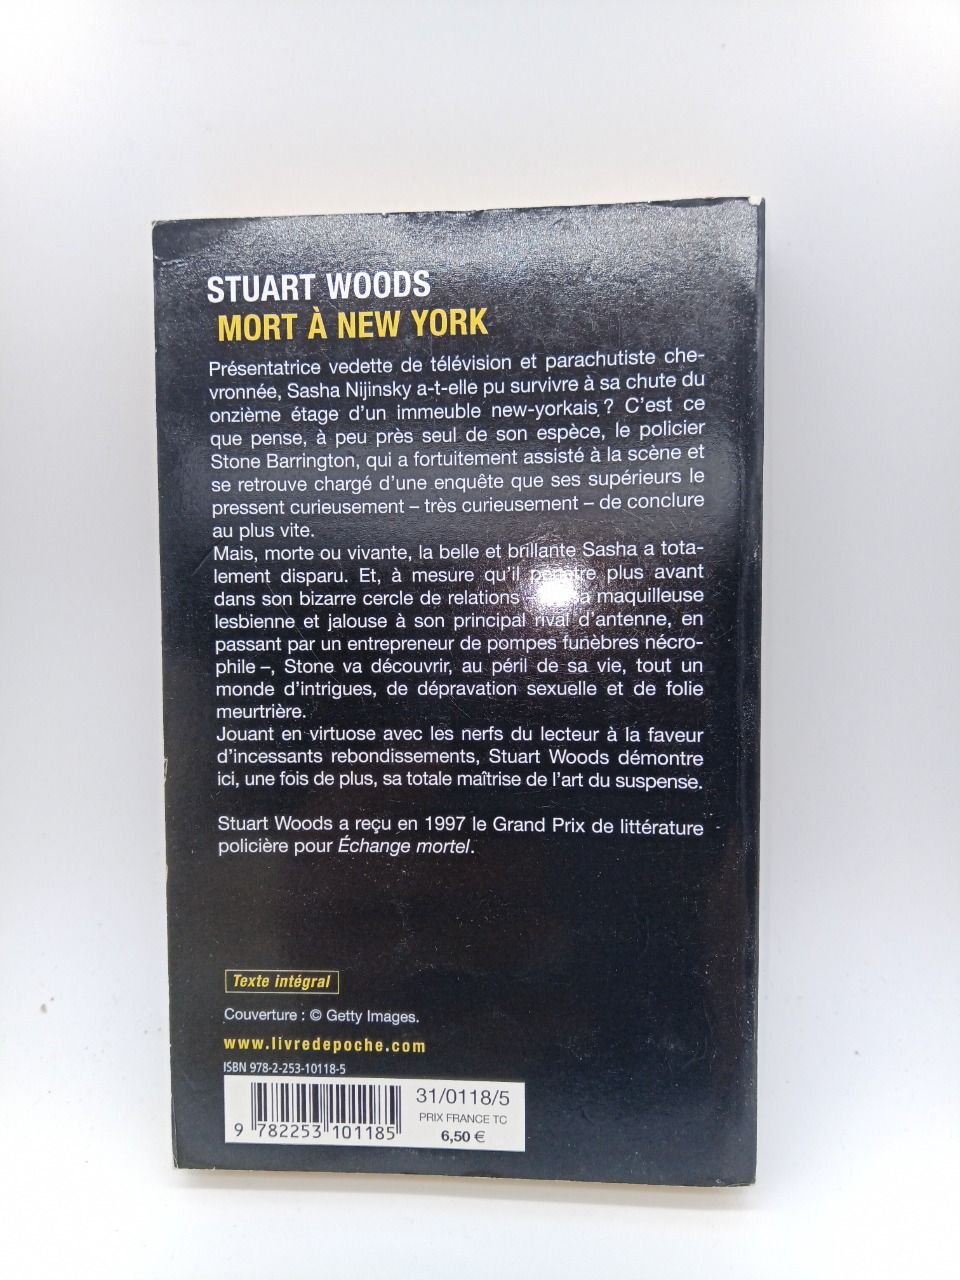 STUART WOODS
MORT À NEW YORK
Présentatrice vedette de télévision et parachutiste che-
vronnée, Sasha Nijinsky a-t-elle pu survivre à sa chute du
onzième étage d'un immeuble new-yorkais ? C'est ce
que pense, à peu près seul de son espèce, le policier
Stone Barrington, qui a fortuitement assisté à la scène et
se retrouve chargé d'une enquête que ses supérieurs le
pressent curieusement – très curieusement – de conclure
au plus vite.
Mais, morte ou vivante, la belle et brillante Sasha a tota-
lement disparu. Et, à mesure qu'il pénètre plus avant
dans son bizarre cercle de relations maquilleuse
lesbienne et jalouse à son principal rival d'antenne, en
passant par un entrepreneur de pompes funèbres nécro-
phile –, Stone va découvrir, au péril de sa vie, tout un
monde d'intrigues, de dépravation sexuelle et de folie
meurtrière.
Jouant en virtuose avec les nerfs du lecteur à la faveur
d'incessants rebondissements, Stuart Woods démontre
ici, une fois de plus, sa totale maîtrise de l'art du suspense.
Stuart Woods a reçu en 1997 le Grand Prix de littérature
policière pour Échange mortel.
Texte intégral
Couverture : © Getty Images.
www.livredepoche.com
ISBN 978-2-253-10118-5
31/0118/5
PRIX FRANCE TC
6,50 €
9 782253 101185